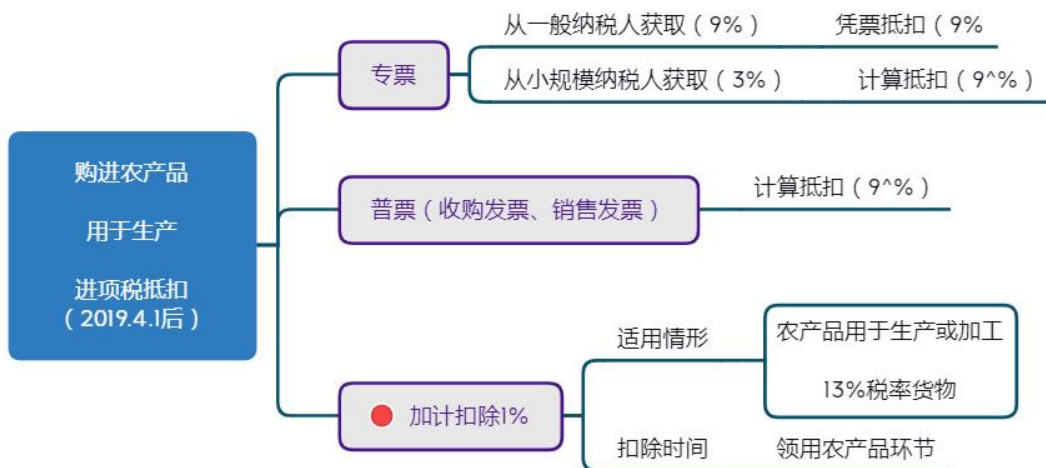 购进农产品
用于生产
进项税抵扣
（2019.4.1后）
专票
从一般纳税人获取（9%）
凭票抵扣（9%
从小规模纳税人获取（3%）
计算抵扣（9^%）
普票（收购发票、销售发票）
计算抵扣（9^%）
加计扣除1%
适用情形
农产品用于生产或加工
13%税率货物
扣除时间
领用农产品环节